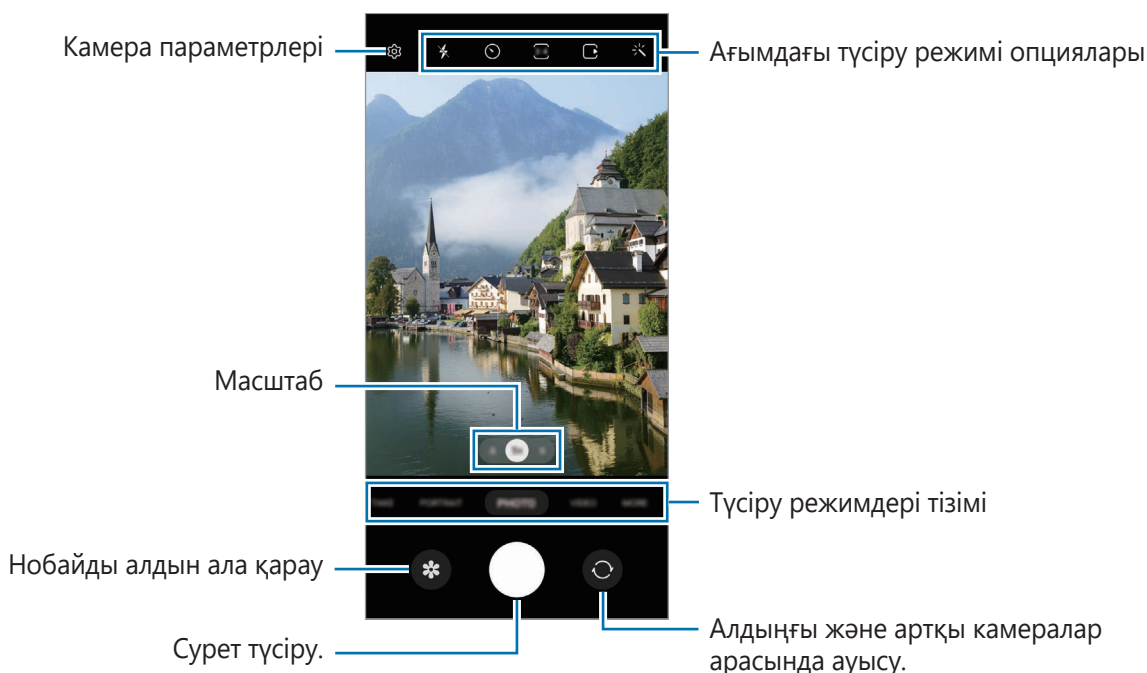 Камера параметрлері
Ағымдағы түсіру режимі опциялары
Масштаб
PORTRAIT PHOTO VIDEO MORE
Түсіру режимдері тізімі
Нобайды алдын ала қарау
Сурет түсіру.
Алдыңғы және артқы камералар
арасында ауысу.